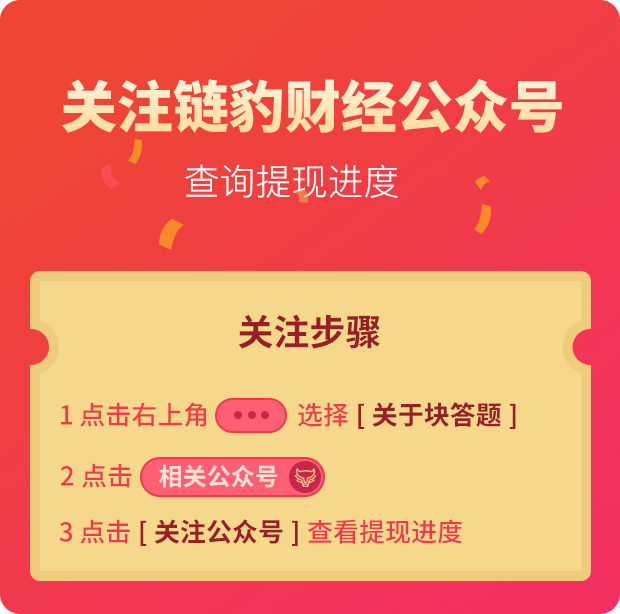 关注链豹财经公众号
查询提现进度
关注步骤
1 点击右上角 ••• 选择 [ 关于块答题 ]
2 点击 相关公众号
3 点击 [ 关注公众号 ] 查看提现进度